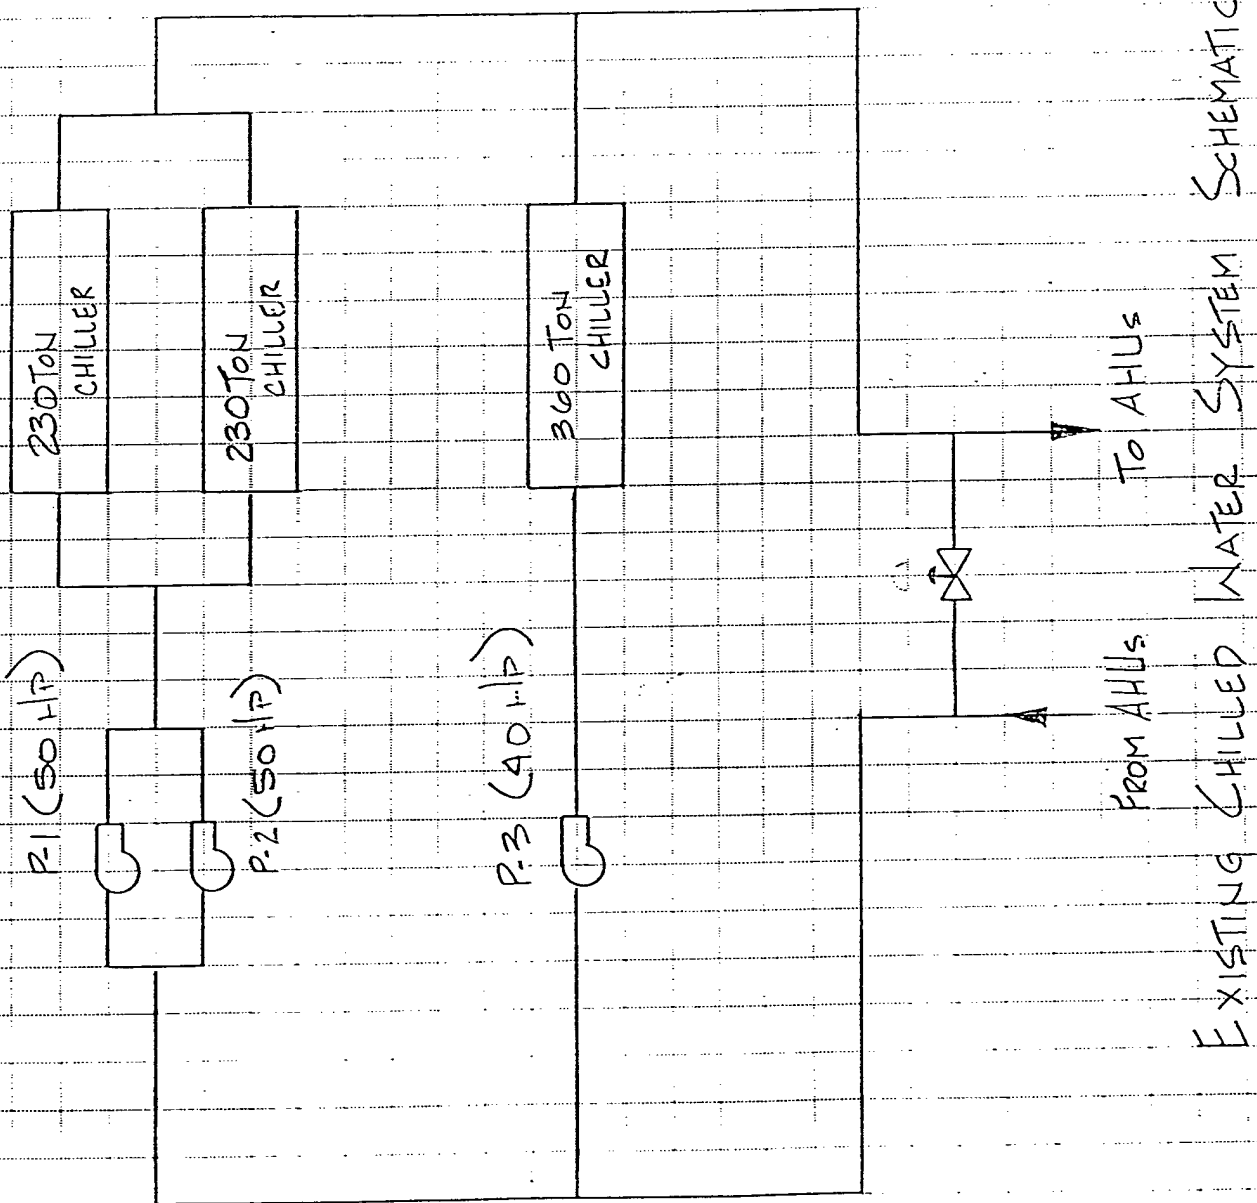 230 TON
CHILLER
230 TON
CHILLER
360 TON
CHILLER
P-1 (50 HP)
P-2 (50 HP)
P-3 (40 HP)
TO AHUs
FROM AHUs
EXISTING CHILLED WATER SYSTEM SCHEMATIC